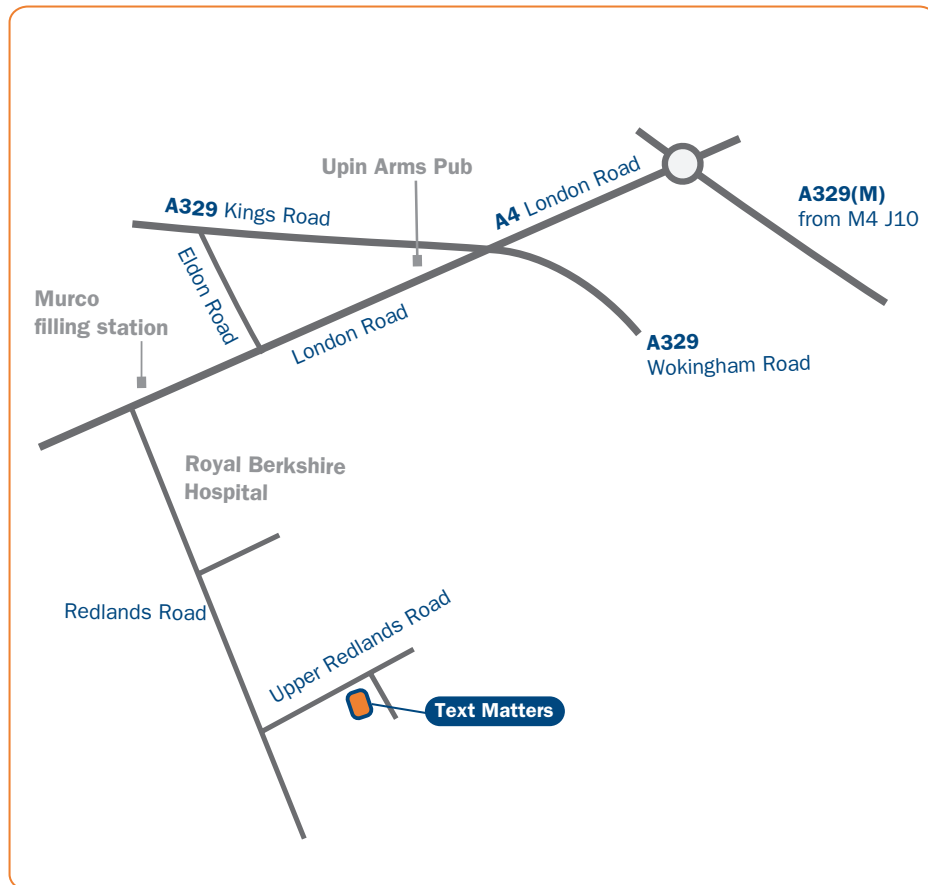 Upin Arms Pub
A4 London Road
A329 Kings Road
A329(M)
from M4 J10
Eldon Road
Murco
filling station
London Road
A329
Wokingham Road
Royal Berkshire
Hospital
Redlands Road
Upper Redlands Road
Text Matters